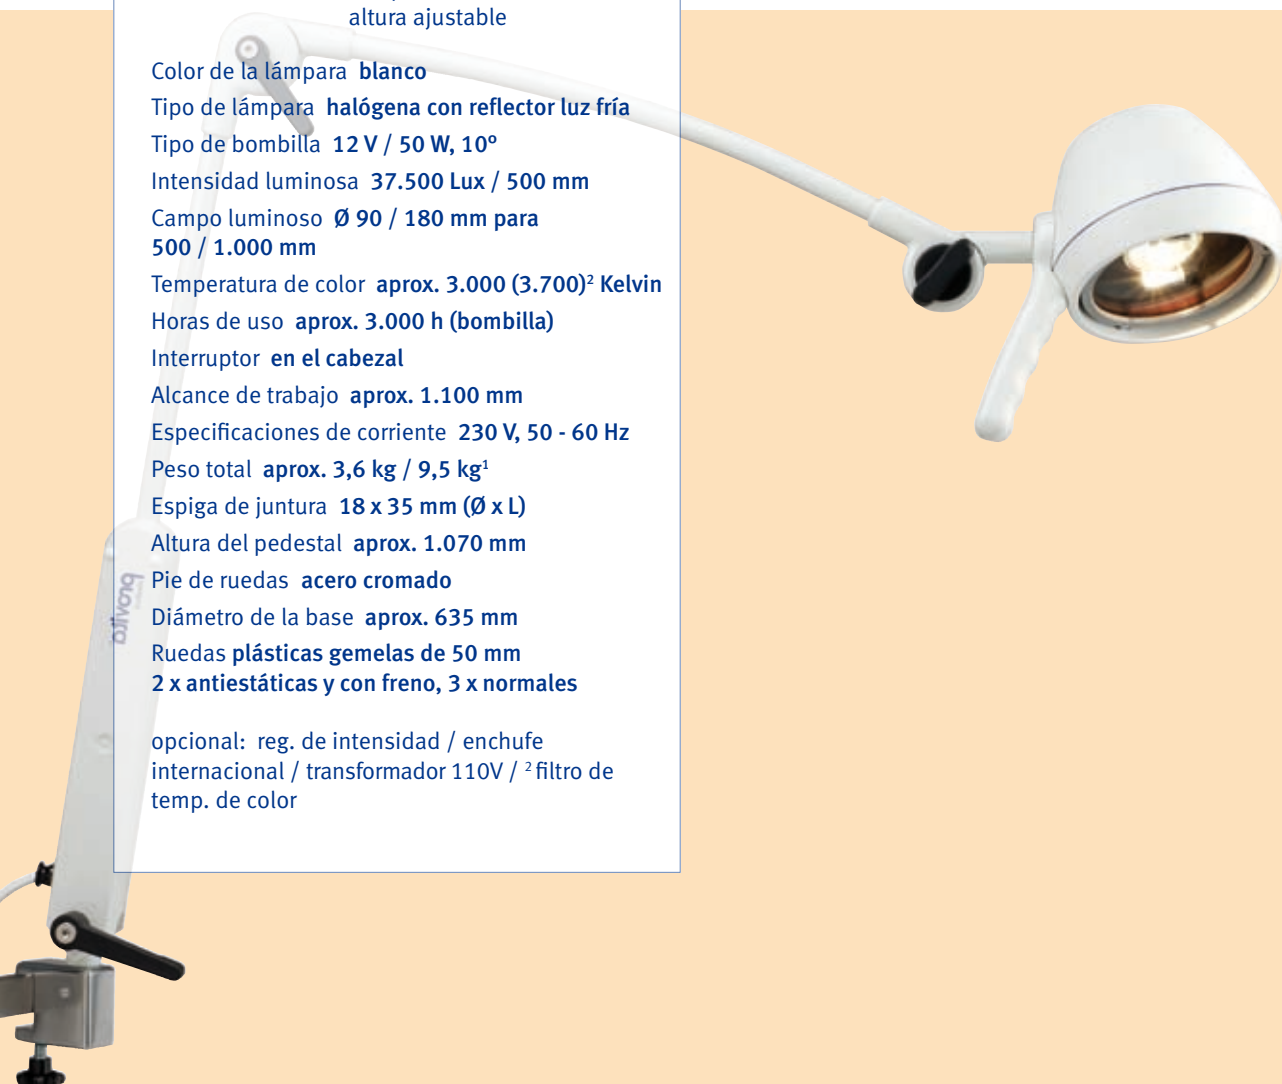 altura ajustable
Color de la lámpara blanco
Tipo de lámpara halógena con reflector luz fría
Tipo de bombilla 12 V / 50 W, 10º
Intensidad luminosa 37.500 Lux / 500 mm
Campo luminoso Ø 90 / 180 mm para
500 / 1.000 mm
Temperatura de color aprox. 3.000 (3.700)² Kelvin
Horas de uso aprox. 3.000 h (bombilla)
Interruptor en el cabezal
Alcance de trabajo aprox. 1.100 mm
Especificaciones de corriente 230 V, 50 - 60 Hz
Peso total aprox. 3,6 kg / 9,5 kg¹
Espiga de juntura 18 x 35 mm (Ø x L)
Altura del pedestal aprox. 1.070 mm
Pie de ruedas acero cromado
Diámetro de la base aprox. 635 mm
Ruedas plásticas gemelas de 50 mm
2 x antiestáticas y con freno, 3 x normales
opcional: reg. de intensidad / enchufe
internacional / transformador 110V / ² filtro de
temp. de color
provita